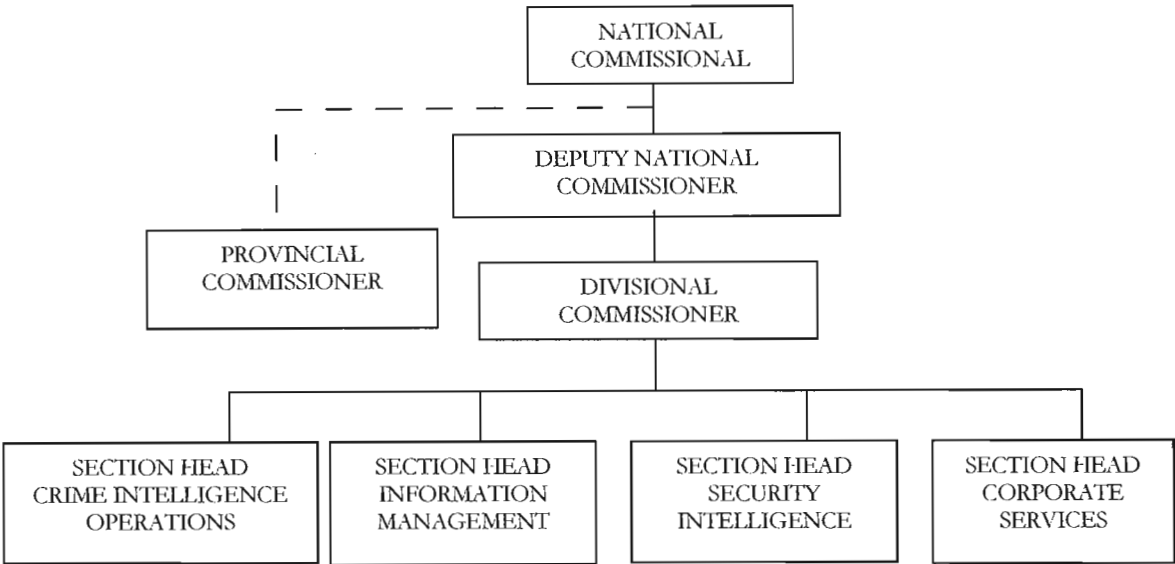 NATIONAL
COMMISSIONAL
DEPUTY NATIONAL
COMMISSIONER
PROVINCIAL
COMMISSIONER
DIVISIONAL
COMMISSIONER
SECTION HEAD
CRIME INTELLIGENCE
OPERATIONS
SECTION HEAD
INFORMATION
MANAGEMENT
SECTION HEAD
SECURITY
INTELLIGENCE
SECTION HEAD
CORPORATE
SERVICES